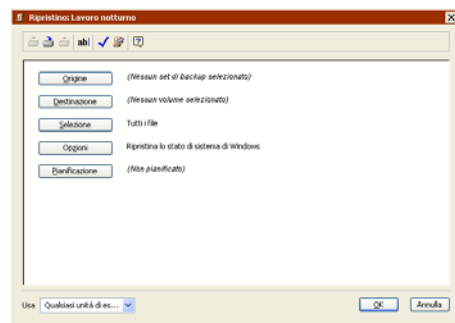 Ripristino: Lavoro notturno
ab|
Origine (Nessun set di backup selezionato)
Destinazione (Nessun volume selezionato)
Selezione Tutti i file
Opzioni Ripristina lo stato di sistema di Windows
Pianificazione (Non pianificato)
Usa Qualsiasi unità di es... OK Annulla